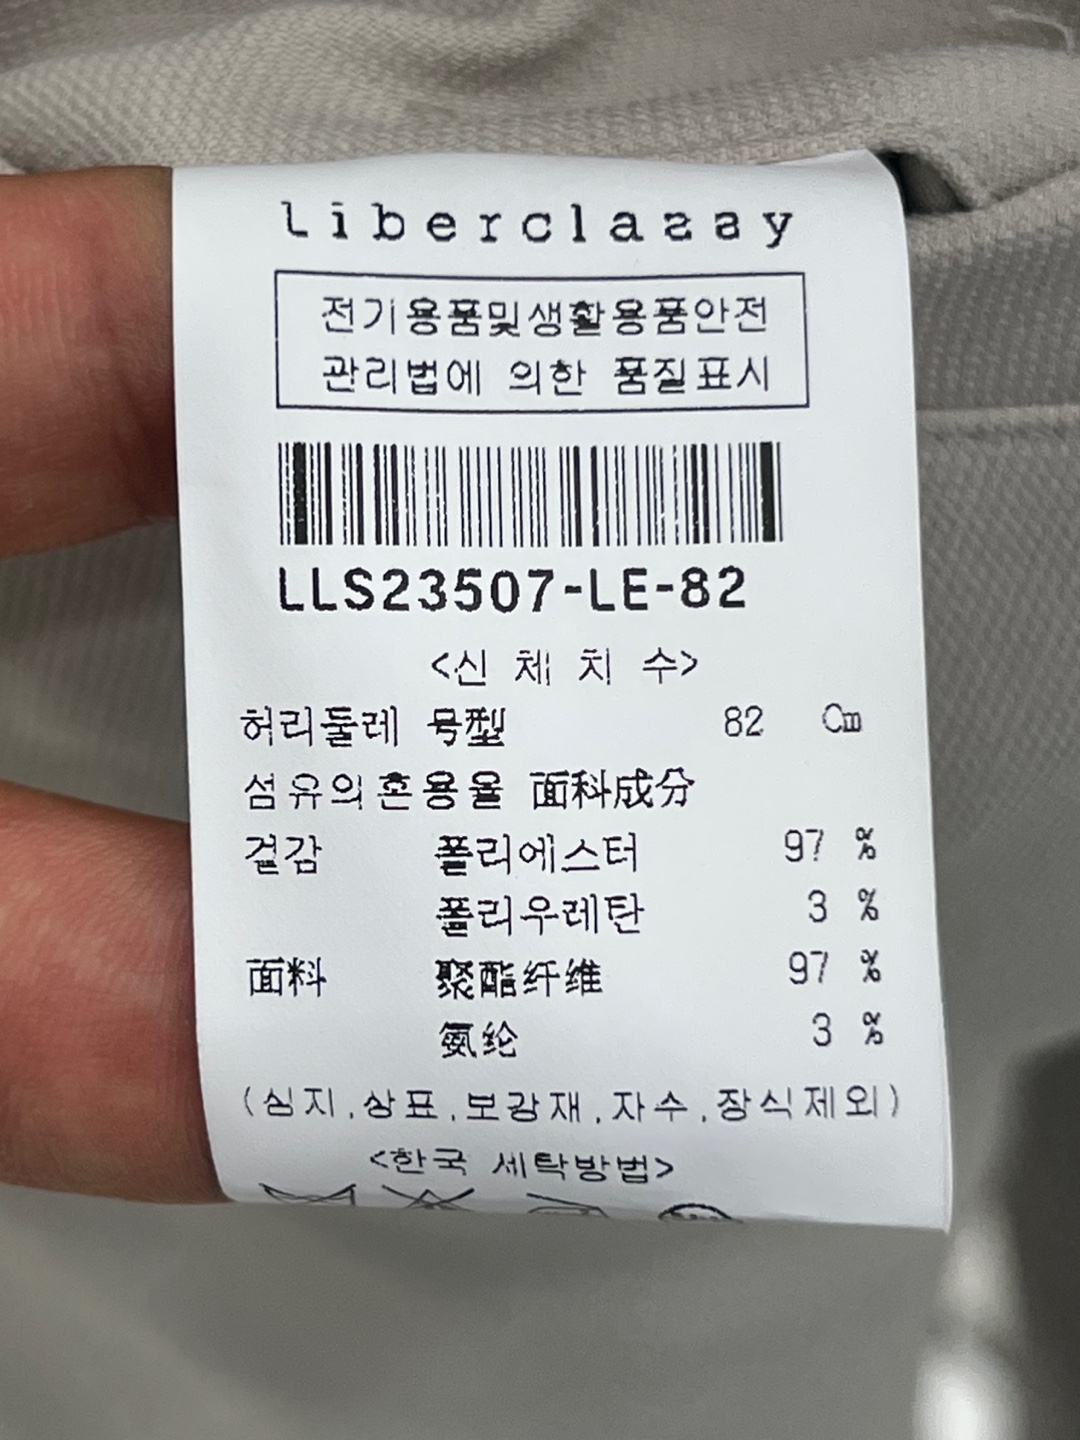 Liberclassy
전기용품및생활용품안전
관리법에 의한 품질표시
LLS23507-LE-82
<신 체 치 수>
허리둘레 号型 82 Cm
섬유의혼용율 面料成分
겉감 폴리에스터 97 %
폴리우레탄 3 %
面料 聚酯纤维 97 %
氨纶 3 %
(심지,상표,보강재,자수,장식제외)
<한국 세탁방법>